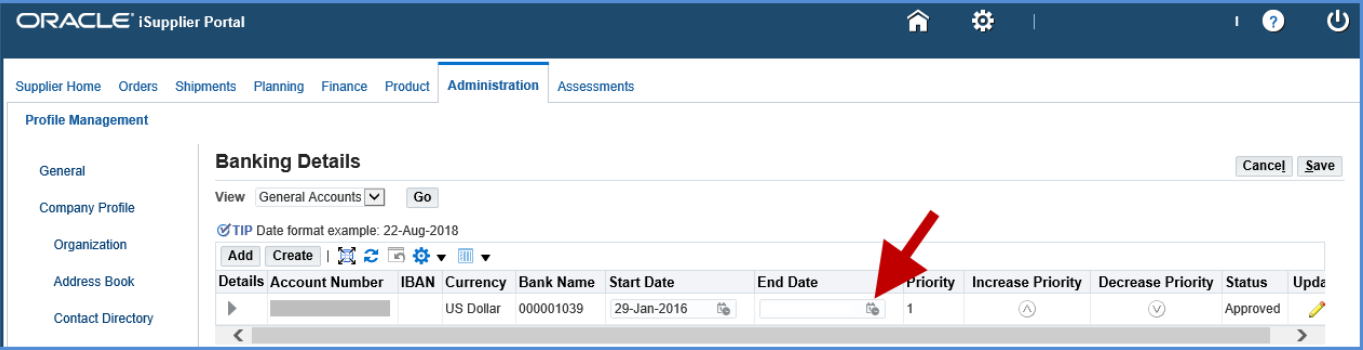 ORACLE iSupplier Portal
Supplier Home Orders Shipments Planning Finance Product Administration Assessments
Profile Management
General
Company Profile
Organization
Address Book
Contact Directory
Banking Details
Cancel Save
View General Accounts Go
TIP Date format example: 22-Aug-2018
Add Create
Details Account Number IBAN Currency Bank Name Start Date End Date Priority Increase Priority Decrease Priority Status Upda
US Dollar 000001039 29-Jan-2016 1 Approved